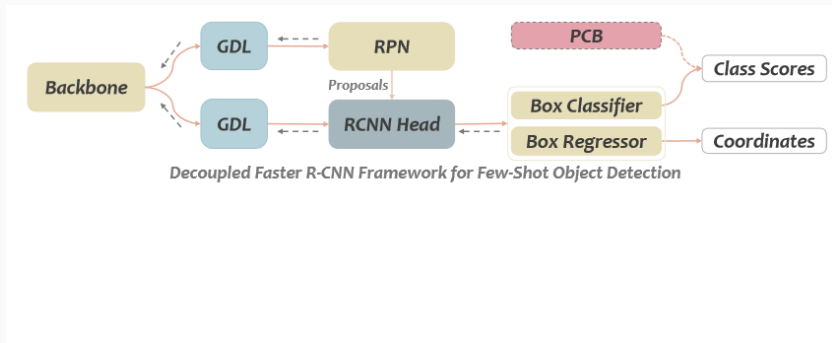 GDL
RPN
PCB
Backbone
Proposals
Class Scores
GDL
RCNN Head
Box Classifier
Box Regressor
Coordinates
Decoupled Faster R-CNN Framework for Few-Shot Object Detection